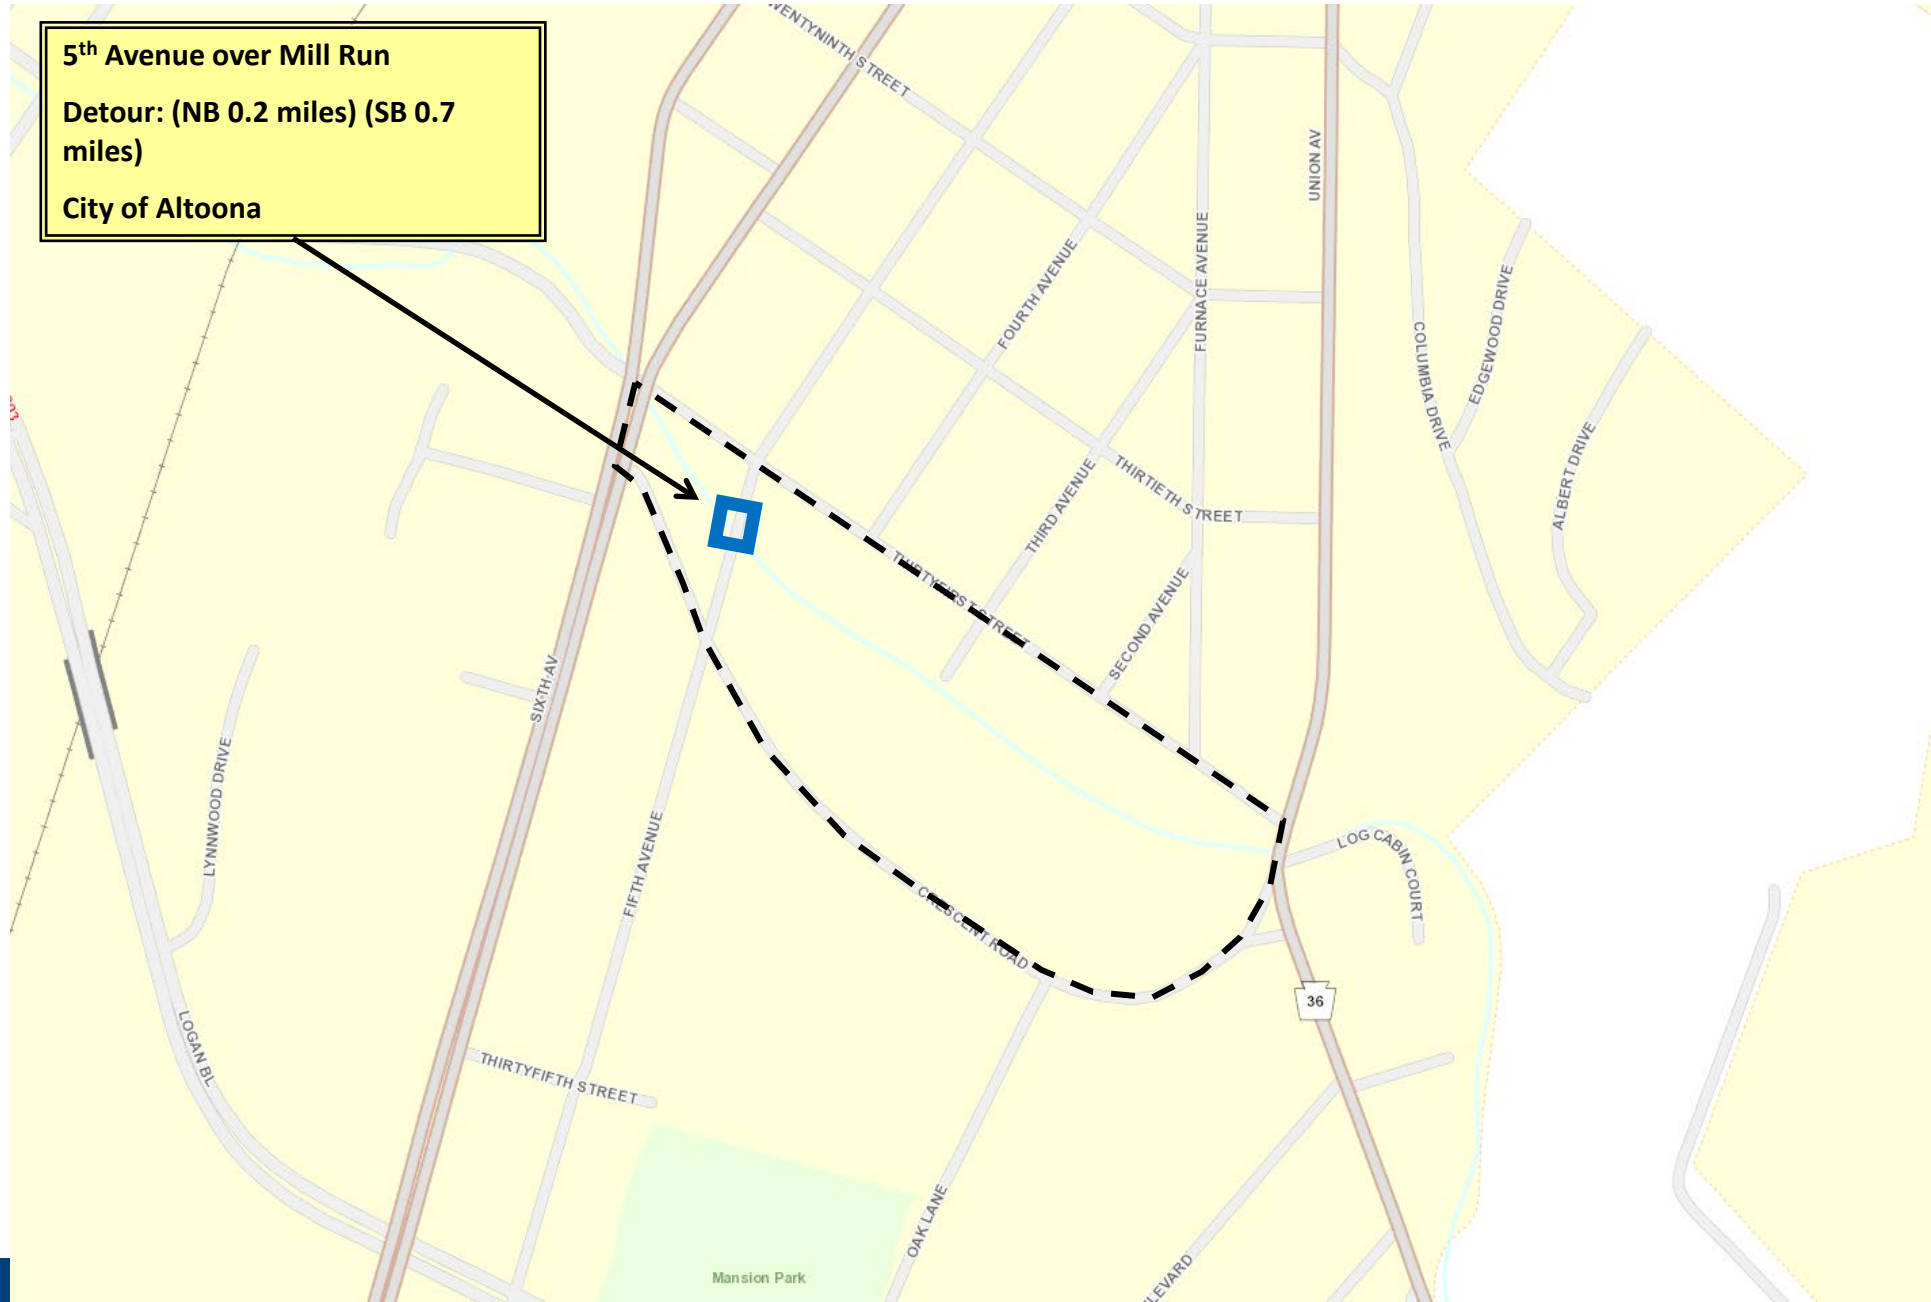 5th Avenue over Mill Run
Detour: (NB 0.2 miles) (SB 0.7
miles)
City of Altoona
UNION AV
FURNACE AVENUE
FOURTH AVENUE
EDGEWOOD DRIVE
COLUMBIA DRIVE
ALBERT DRIVE
THIRTIETH STREET
THIRD AVENUE
THIRTYFIRST STREET
SECOND AVENUE
SIXTH AV
LYNNWOOD DRIVE
FIFTH AVENUE
LOG CABIN COURT
CRESCENT ROAD
36
LOGAN BL
THIRTYFIFTH STREET
OAK LANE
Mansion Park